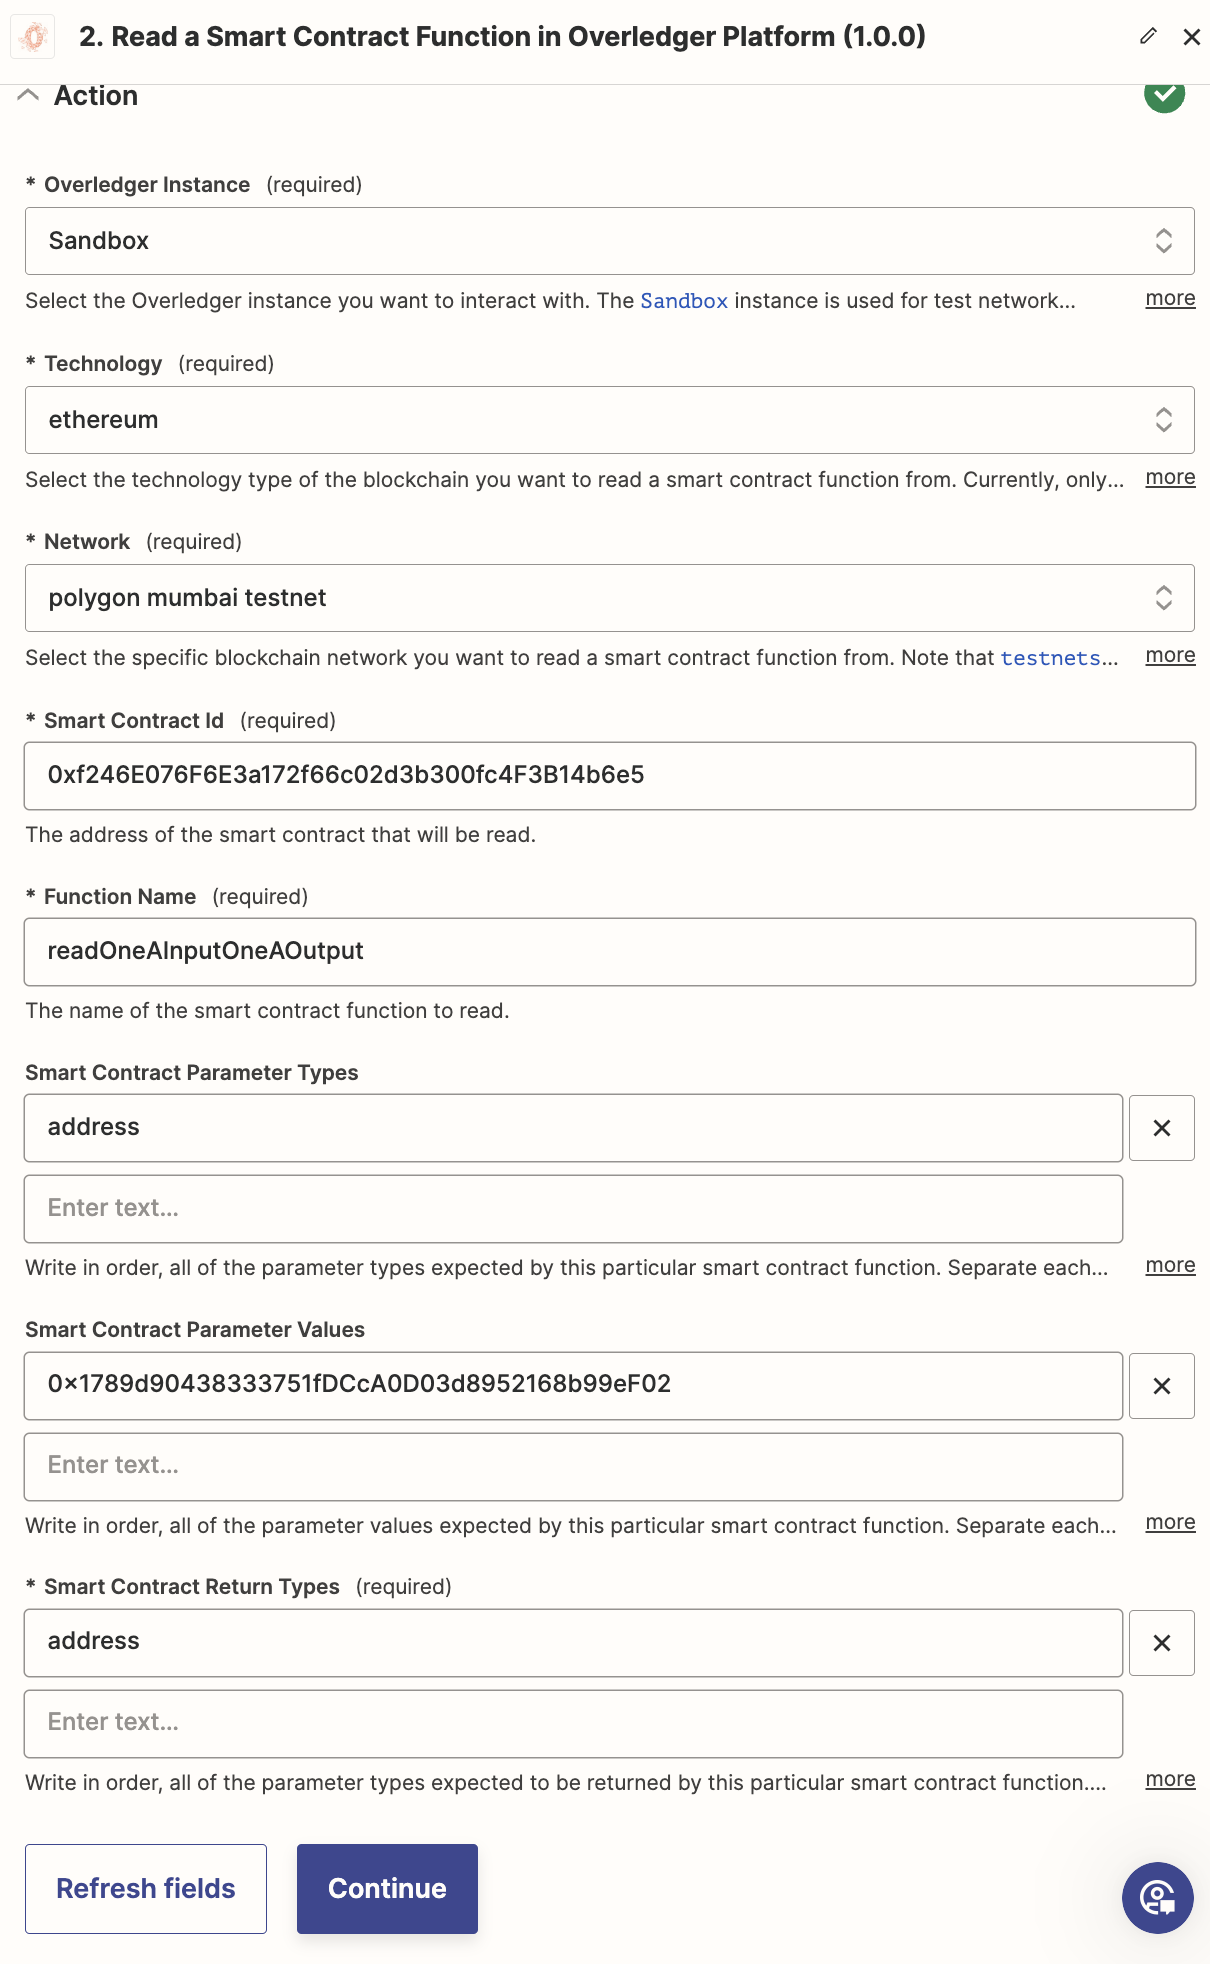 2. Read a Smart Contract Function in Overledger Platform (1.0.0)
Action
* Overledger Instance (required)
Sandbox
Select the Overledger instance you want to interact with. The Sandbox instance is used for test network... more
* Technology (required)
ethereum
Select the technology type of the blockchain you want to read a smart contract function from. Currently, only... more
* Network (required)
polygon mumbai testnet
Select the specific blockchain network you want to read a smart contract function from. Note that testnets... more
* Smart Contract Id (required)
0xf246E076F6E3a172f66c02d3b300fc4F3B14b6e5
The address of the smart contract that will be read.
* Function Name (required)
readOneAInputOneAOutput
The name of the smart contract function to read.
Smart Contract Parameter Types
address
Enter text...
Write in order, all of the parameter types expected by this particular smart contract function. Separate each... more
Smart Contract Parameter Values
0x1789d90438333751fDCcA0D03d8952168b99eF02
Enter text...
Write in order, all of the parameter values expected by this particular smart contract function. Separate each... more
* Smart Contract Return Types (required)
address
Enter text...
Write in order, all of the parameter types expected to be returned by this particular smart contract function.... more
Refresh fields Continue